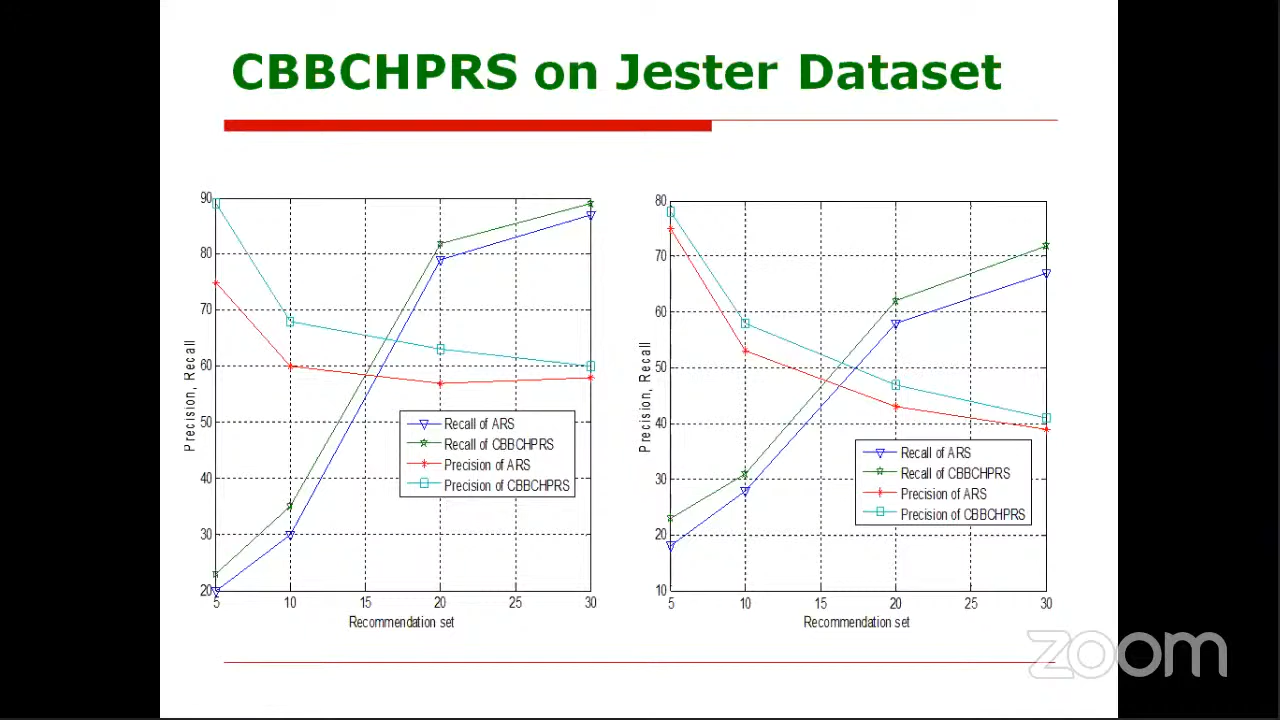 CBBCHPRS on Jester Dataset
90
80
70
60
50
40
30
20
5 10 15 20 25 30
Precision, Recall
Recommendation set
Recall of ARS
Recall of CBBCHPRS
Precision of ARS
Precision of CBBCHPRS
80
70
60
50
40
30
20
10
5 10 15 20 25 30
Precision, Recall
Recommendation set
Recall of ARS
Recall of CBBCHPRS
Precision of ARS
Precision of CBBCHPRS
zoom